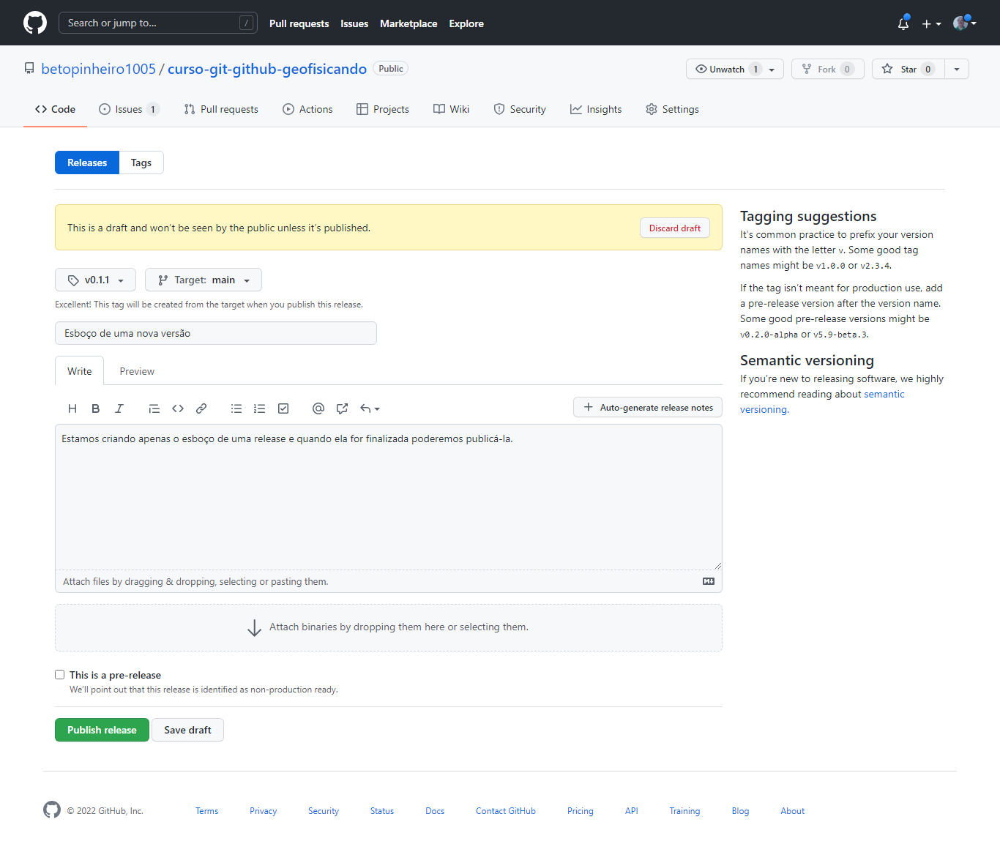 Search or jump to... /
Pull requests Issues Marketplace Explore
betopinheiro1005 / curso-git-github-geofisicando Public
Unwatch 1 Fork 0 Star 0
Code Issues 1 Pull requests Actions Projects Wiki Security Insights Settings
Releases Tags
This is a draft and won't be seen by the public unless it's published. Discard draft
v0.1.1 Target: main
Excellent! This tag will be created from the target when you publish this release.
Esboço de uma nova versão
Write Preview
Auto-generate release notes
Estamos criando apenas o esboço de uma release e quando ela for finalizada poderemos publicá-la.
Attach files by dragging & dropping, selecting or pasting them.
Attach binaries by dropping them here or selecting them.
This is a pre-release
We'll point out that this release is identified as non-production ready.
Publish release Save draft
Tagging suggestions
It's common practice to prefix your version
names with the letter v. Some good tag
names might be v1.0.0 or v2.3.4.
If the tag isn't meant for production use, add
a pre-release version after the version name.
Some good pre-release versions might be
v0.2.0-alpha or v5.9-beta.3.
Semantic versioning
If you're new to releasing software, we highly
recommend reading about semantic
versioning.
© 2022 GitHub, Inc. Terms Privacy Security Status Docs Contact GitHub Pricing API Training Blog About